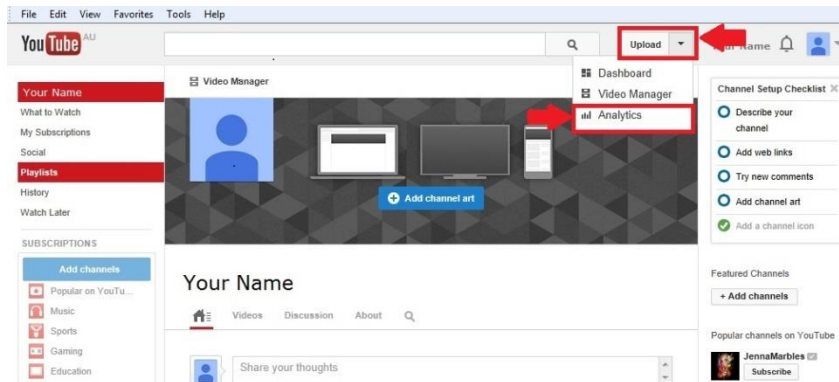 File Edit View Favorites Tools Help
YouTube AU
Upload
Your Name
Dashboard
Video Manager
Analytics
Video Manager
Your Name
What to Watch
My Subscriptions
Social
Playlists
History
Watch Later
SUBSCRIPTIONS
Add channels
Popular on YouTu...
Music
Sports
Gaming
Education
Add channel art
Your Name
Videos Discussion About
Share your thoughts
Channel Setup Checklist
Describe your
channel
Add web links
Try new comments
Add channel art
Add a channel icon
Featured Channels
+ Add channels
Popular channels on YouTube
JennaMarbles
Subscribe